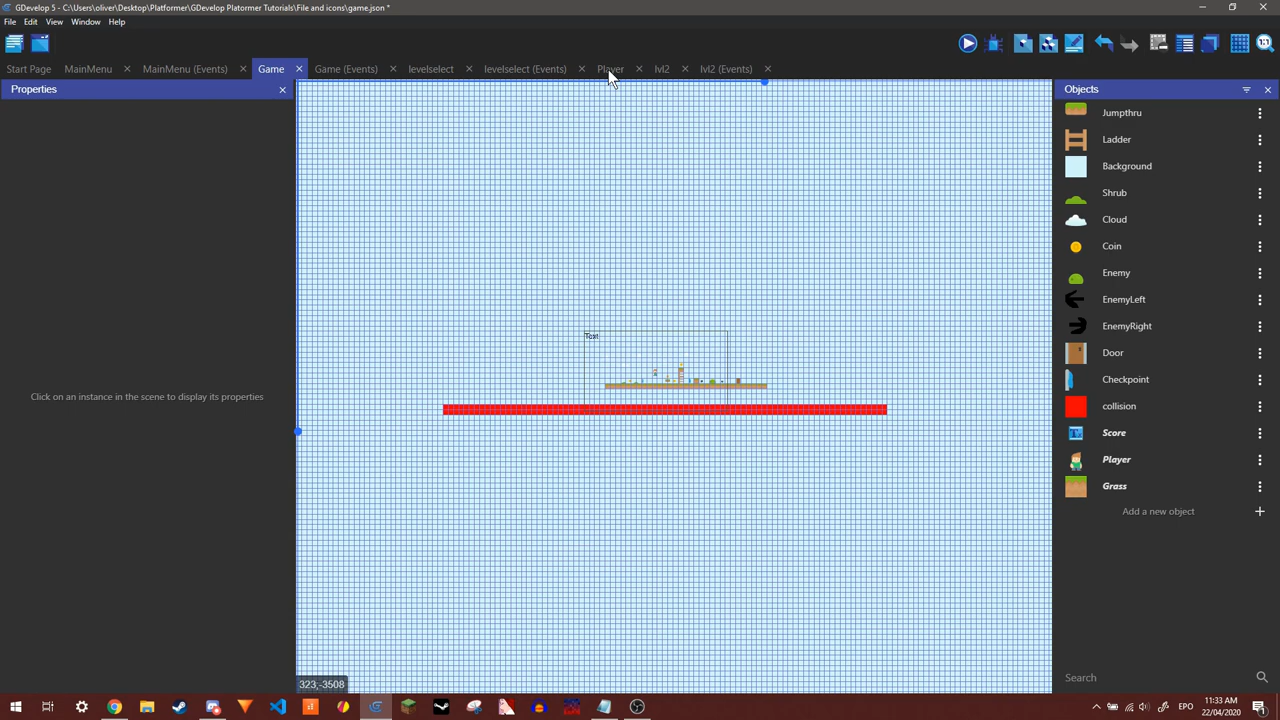 GDevelop 5 - C:\Users\oliver\Desktop\Platformer\GDevelop Platormer Tutorials\File and icons\game.json *
File Edit View Window Help
Start Page MainMenu MainMenu (Events) Game Game (Events) levelselect levelselect (Events) Player lvl2 lvl2 (Events)
Properties
Objects
Jumpthru
Ladder
Background
Shrub
Cloud
Coin
Enemy
EnemyLeft
EnemyRight
Door
Checkpoint
collision
Score
Player
Grass
Add a new object
Text
Click on an instance in the scene to display its properties
323;-3508
Search
EPO
11:33 AM
22/04/2020